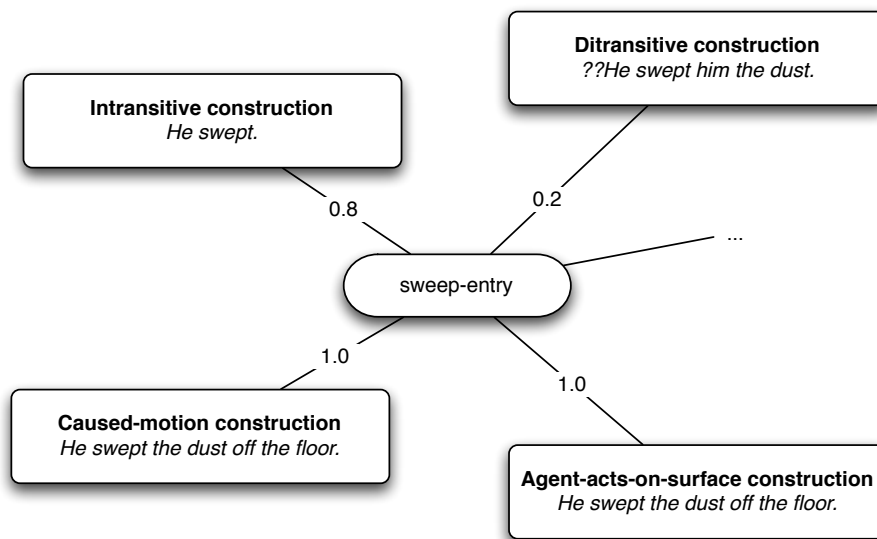 Ditransitive construction
??He swept him the dust.
Intransitive construction
He swept.
0.8
0.2
...
sweep-entry
1.0
1.0
Caused-motion construction
He swept the dust off the floor.
Agent-acts-on-surface construction
He swept the dust off the floor.